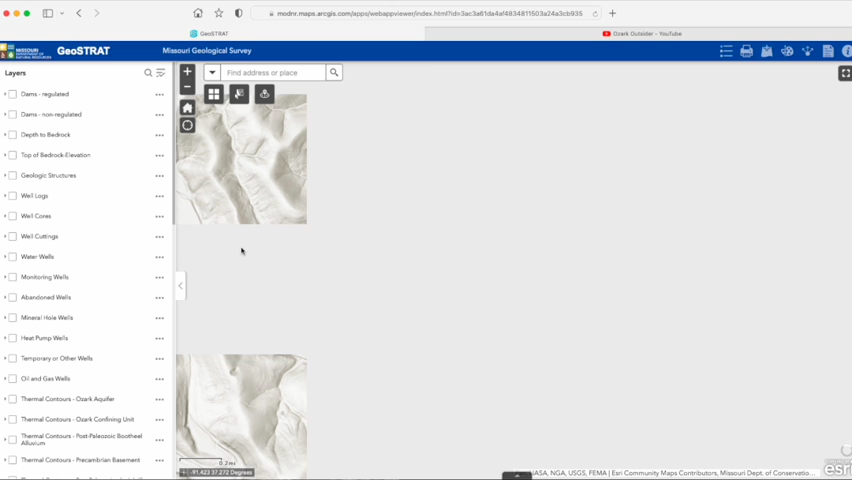 modnr.maps.arcgis.com/apps/webappviewer/index.html?id=3ac3a61da4af4834811503a24a3cb935
GeoSTRAT
Ozark Outsider - YouTube
MISSOURI
DEPARTMENT OF
NATURAL RESOURCES
GeoSTRAT
Missouri Geological Survey
Layers
Find address or place
Dams - regulated
Dams - non-regulated
Depth to Bedrock
Top of Bedrock-Elevation
Geologic Structures
Well Logs
Well Cores
Well Cuttings
Water Wells
Monitoring Wells
Abandoned Wells
Mineral Hole Wells
Heat Pump Wells
Temporary or Other Wells
Oil and Gas Wells
Thermal Contours - Ozark Aquifer
Thermal Contours - Ozark Confining Unit
Thermal Contours - Post-Paleozoic Bootheel
Alluvium
Thermal Contours - Precambrian Basement
0.2mi
-91.423 37.272 Degrees
NASA, NGA, USGS, FEMA | Esri Community Maps Contributors, Missouri Dept. of Conservatio...
esri